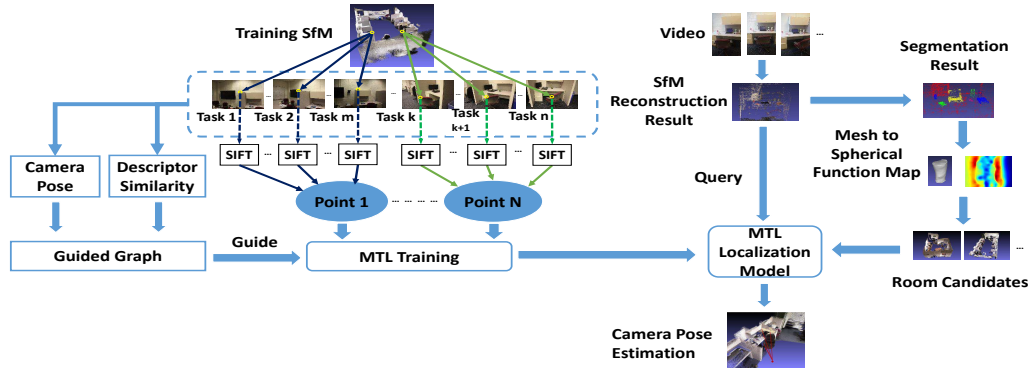 Training SfM
Task 1
Task 2
Task m
Task k
Task
k+1
Task n
... ... ... ...
SIFT ... SIFT ... SIFT
SIFT ... SIFT ... SIFT
Camera
Pose
Descriptor
Similarity
Point 1
... ...
Point N
Guided Graph
Guide
MTL Training
Video
...
SfM
Reconstruction
Result
Segmentation
Result
Mesh to
Spherical
Function Map
Query
MTL
Localization
Model
...
Room Candidates
Camera Pose
Estimation